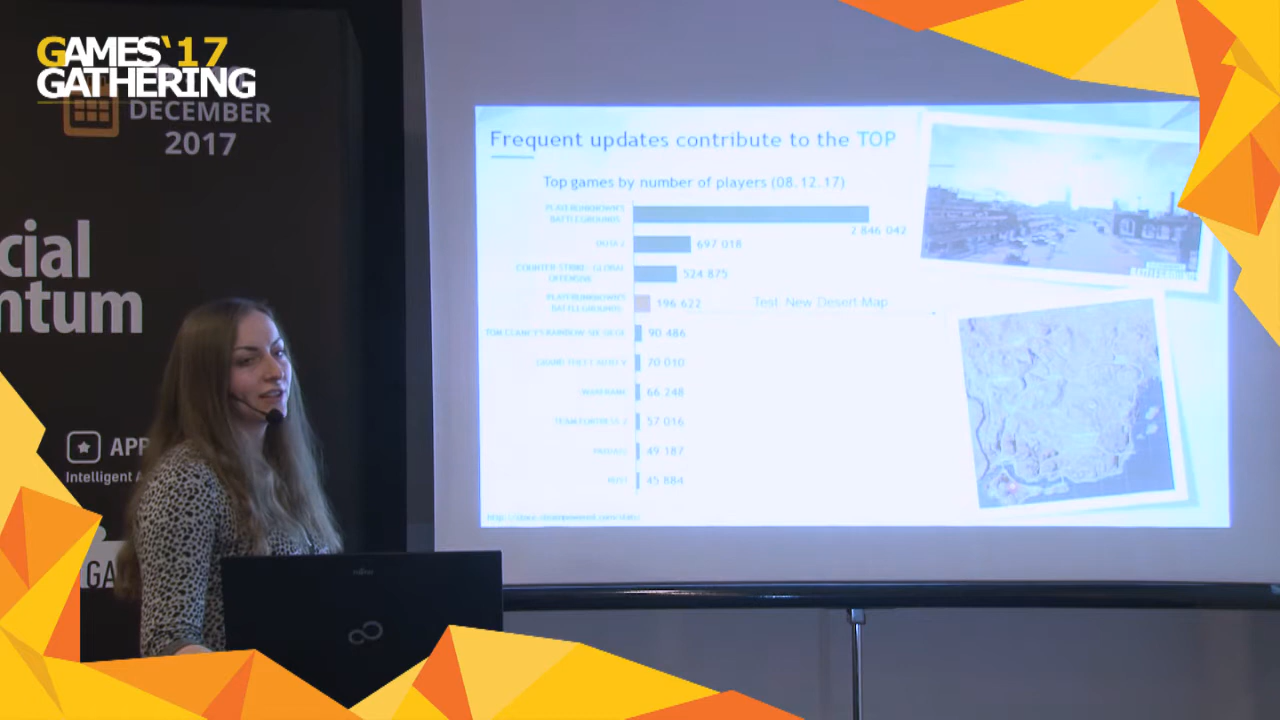 GAMES‘17
GATHERING
DECEMBER
2017
cial
ntum
APP
Intelligent A
GA
Frequent updates contribute to the TOP
Top games by number of players (08.12.17)
PLAYERUNKNOWN'S
BATTLEGROUNDS
2 846 042
DOTA 2
697 018
COUNTER-STRIKE: GLOBAL
OFFENSIVE
524 875
PLAYERUNKNOWN'S
BATTLEGROUNDS:
196 622
Test: New Desert Map
TOM CLANCY'S RAINBOW SIX SIEGE
90 486
GRAND THEFT AUTO V
70 010
WARFRAME
66 248
TEAM FORTRESS 2
57 016
49 187
RUST
45 884
FUJITSU